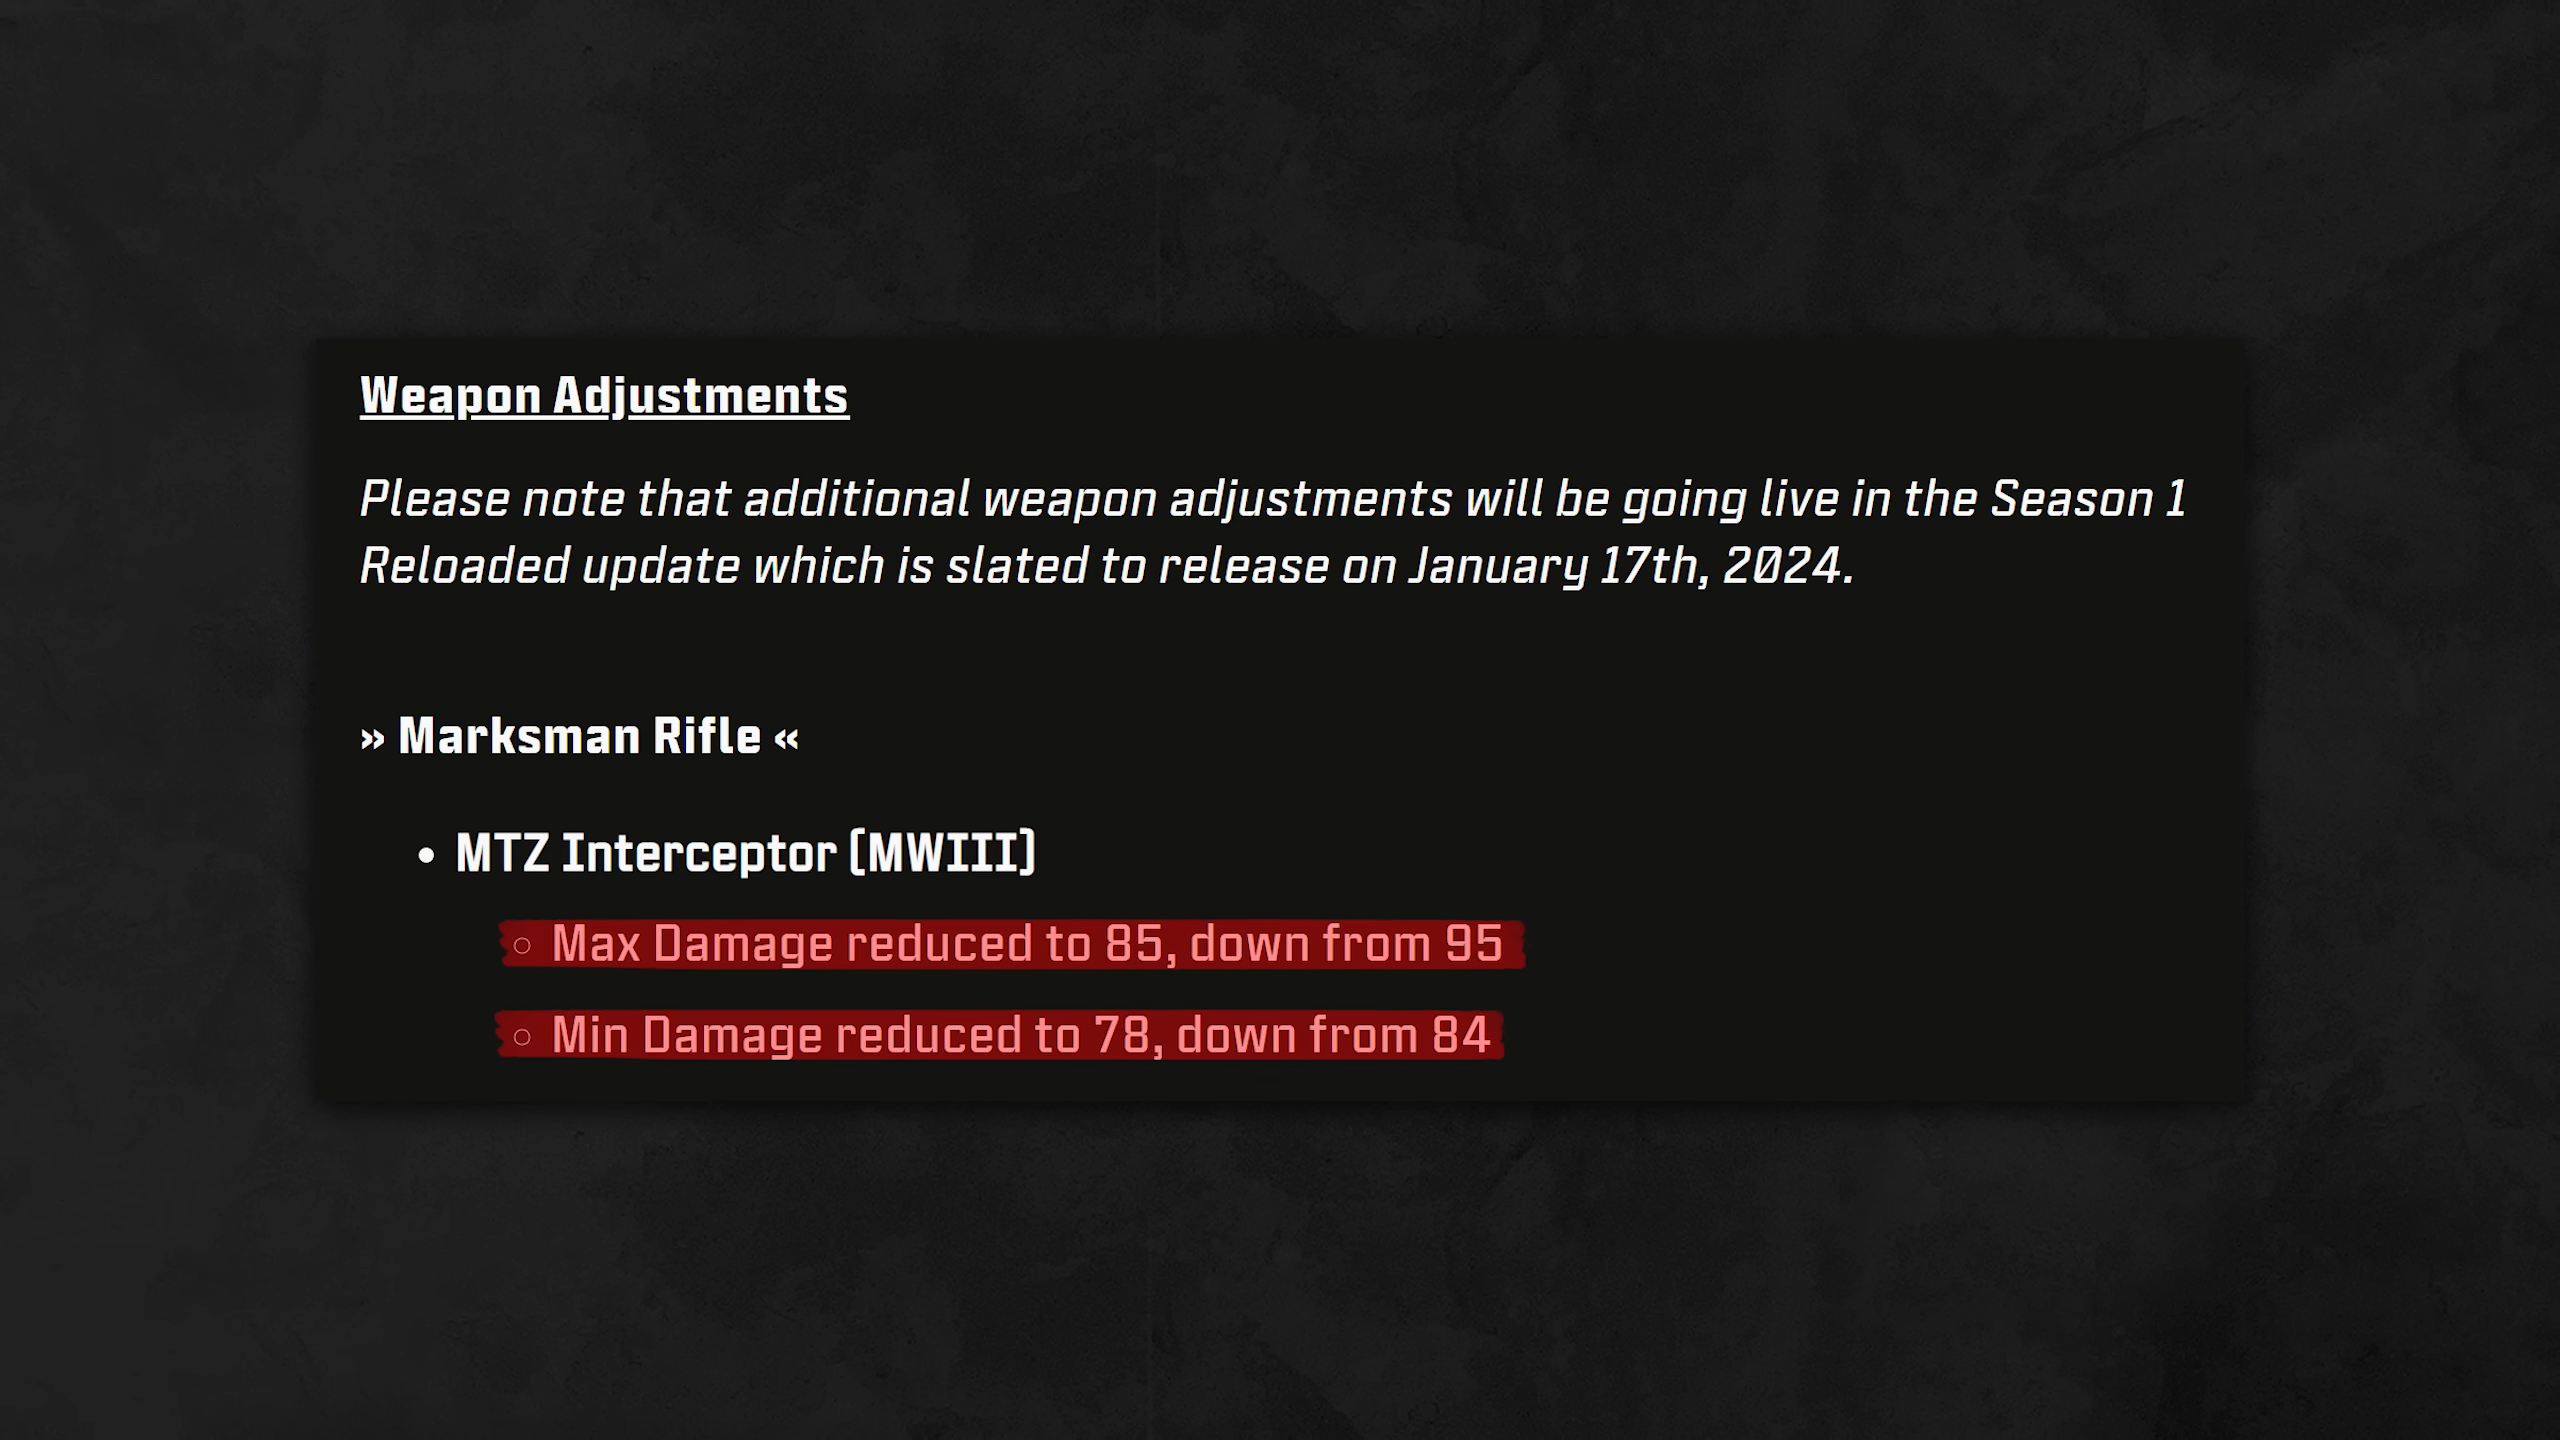 Weapon Adjustments
Please note that additional weapon adjustments will be going live in the Season 1
Reloaded update which is slated to release on January 17th, 2024.
» Marksman Rifle «
• MTZ Interceptor (MWIII)
○ Max Damage reduced to 85, down from 95
○ Min Damage reduced to 78, down from 84